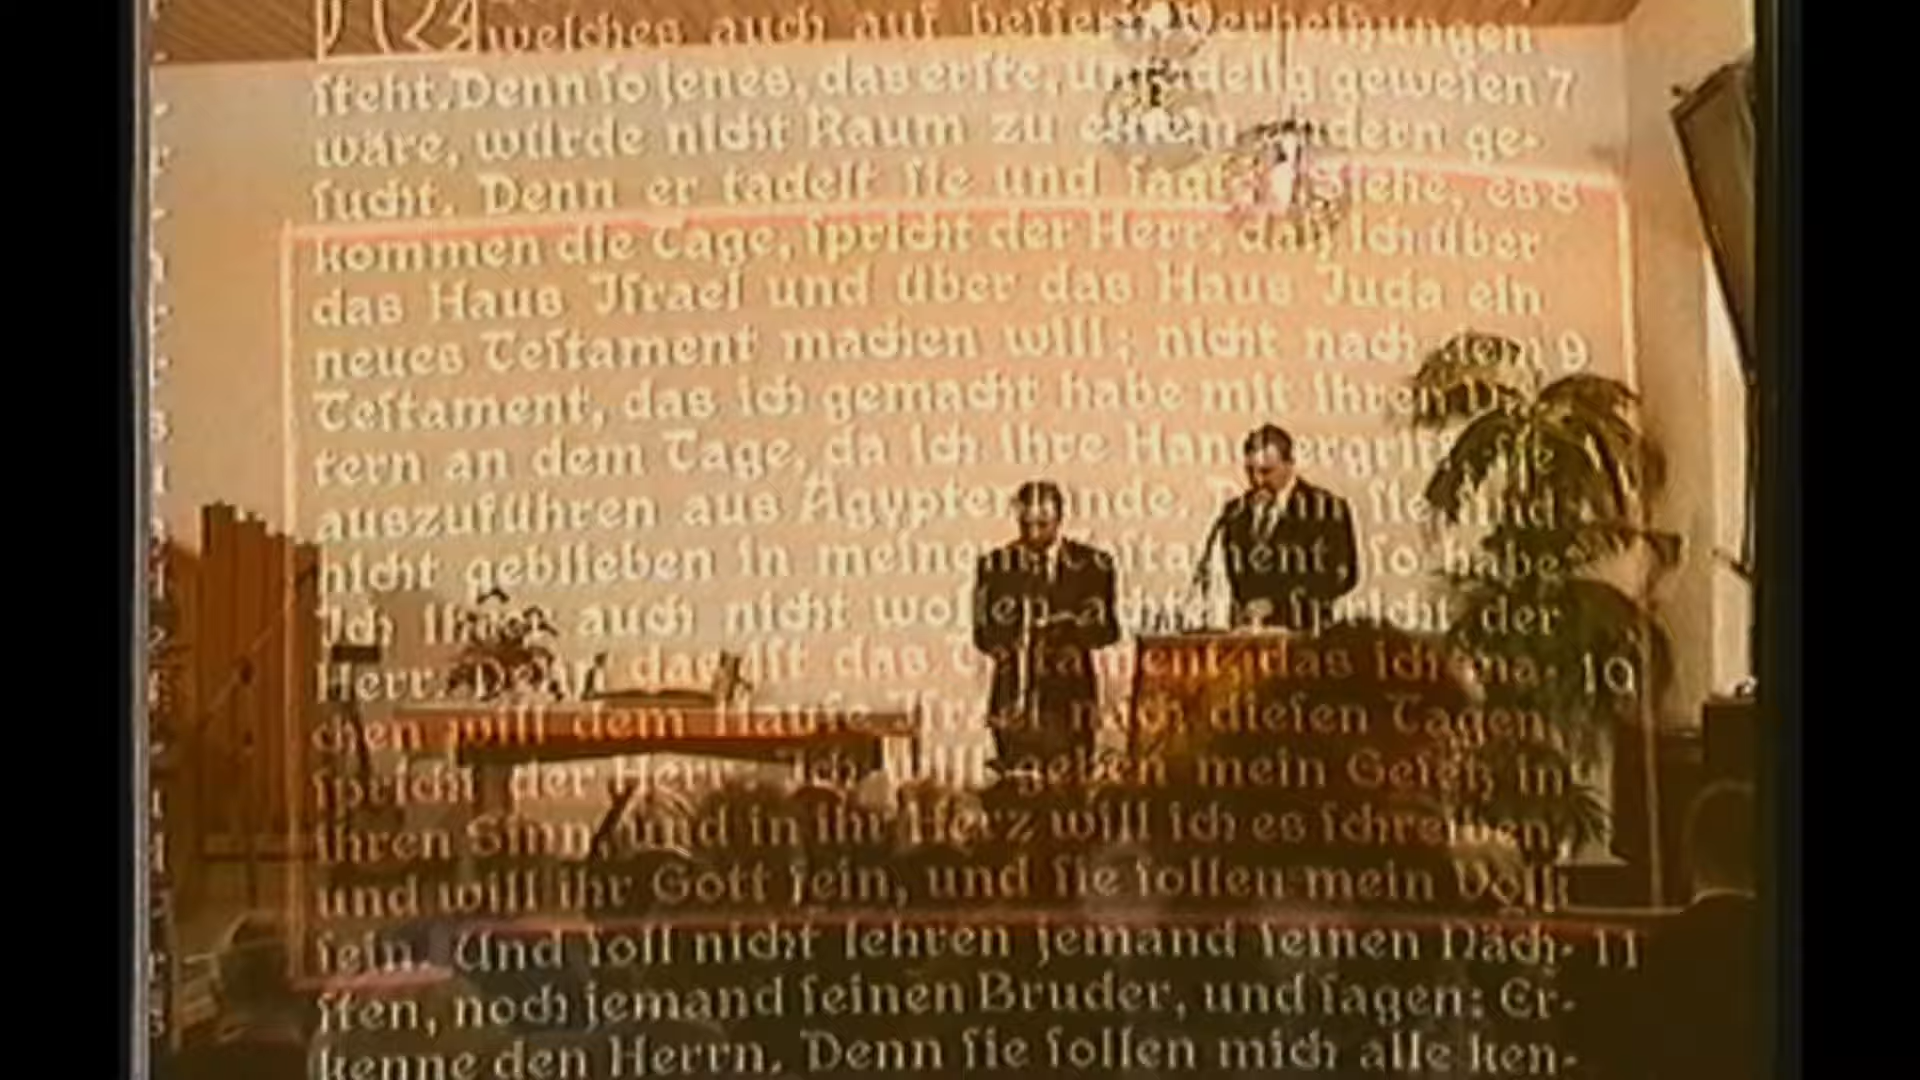 welches auch auf bessern Verheißungen
steht. Denn so jenes, das erste, untadelig gewesen 7
wäre, würde nicht Raum zu einem andern ge-
sucht. Denn er tadelt sie und sagt: Siehe, es 8
kommen die Tage, spricht der Herr, daß ich über
das Haus Israel und über das Haus Juda ein
neues Testament machen will; nicht nach dem 9
Testament, das ich gemacht habe mit ihren Vä-
tern an dem Tage, da ich ihre Hand ergriff, sie
auszuführen aus Ägyptenlande. Denn sie sind
nicht geblieben in meinem Testament, so habe
ich ihrer auch nicht wollen achten, spricht der
Herr. Denn das ist das Testament, das ich ma- 10
chen will dem Hause Israel nach diesen Tagen,
spricht der Herr: Ich will geben mein Gesetz in
ihren Sinn, und in ihr Herz will ich es schreiben,
und will ihr Gott sein, und sie sollen mein Volk
sein. Und soll nicht lehren jemand seinen Näch- 11
sten, noch jemand seinen Bruder, und sagen: Er-
kenne den Herrn. Denn sie sollen mich alle ken-